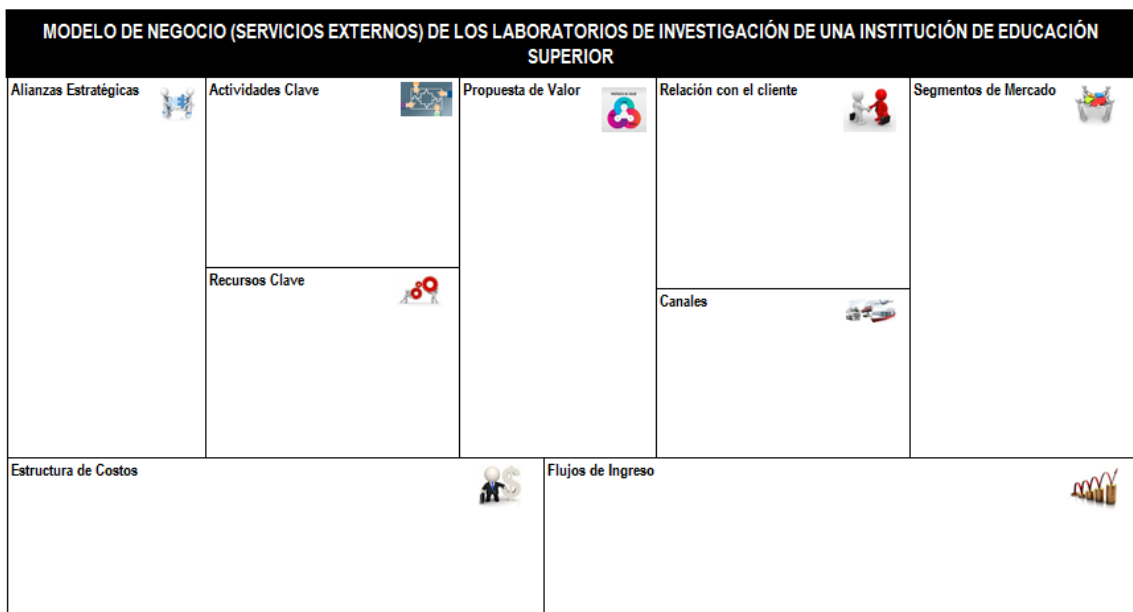 MODELO DE NEGOCIO (SERVICIOS EXTERNOS) DE LOS LABORATORIOS DE INVESTIGACIÓN DE UNA INSTITUCIÓN DE EDUCACIÓN
SUPERIOR
Alianzas Estratégicas
Actividades Clave
Propuesta de Valor
Relación con el cliente
Segmentos de Mercado
Recursos Clave
Canales
Estructura de Costos
Flujos de Ingreso